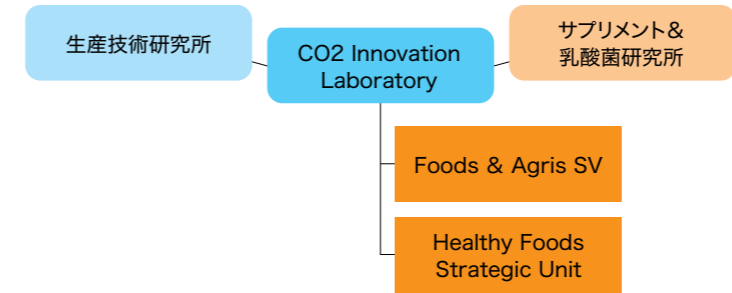 生産技術研究所
CO2 Innovation
Laboratory
サプリメント＆
乳酸菌研究所
Foods & Agris SV
Healthy Foods
Strategic Unit